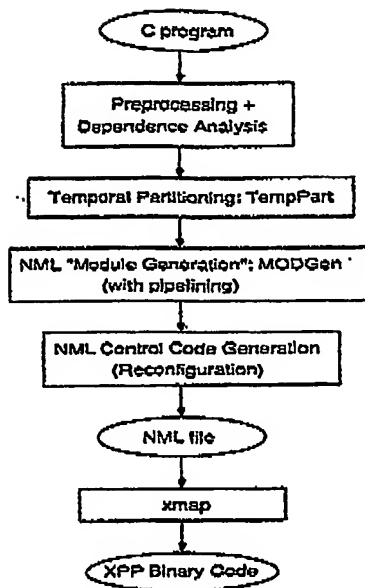 C program
Preprocessing +
Dependence Analysis
Temporal Partitioning: TempPart
NML "Module Generation": MODGen
(with pipelining)
NML Control Code Generation
(Reconfiguration)
NML file
xmap
XPP Binary Code